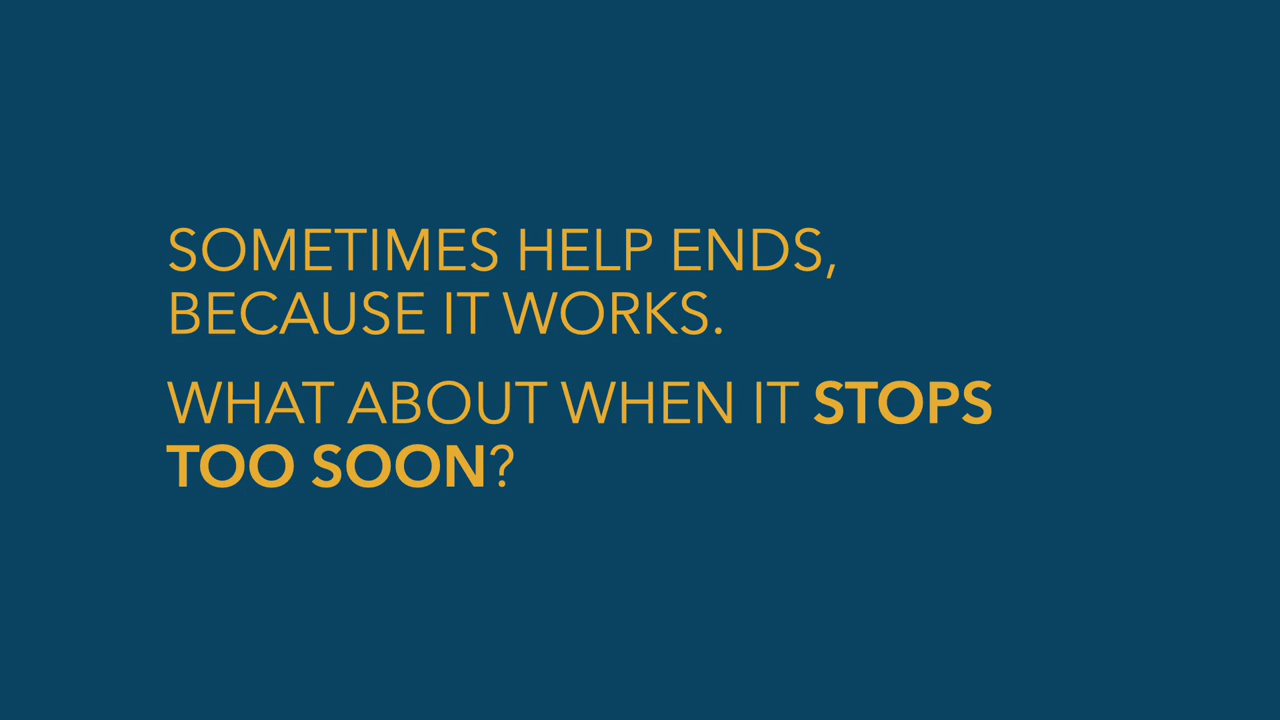 SOMETIMES HELP ENDS,
BECAUSE IT WORKS.
WHAT ABOUT WHEN IT STOPS
TOO SOON?